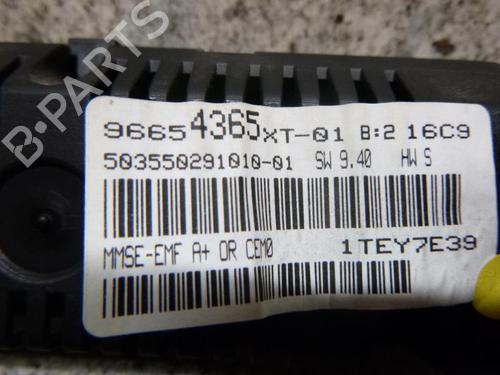 B-PARTS
96654365XT-01 B:2 16C9
503550291010-01 SW 9.40 HW S
MMSE-EMF A+ OR CEM0 1TEY7E39